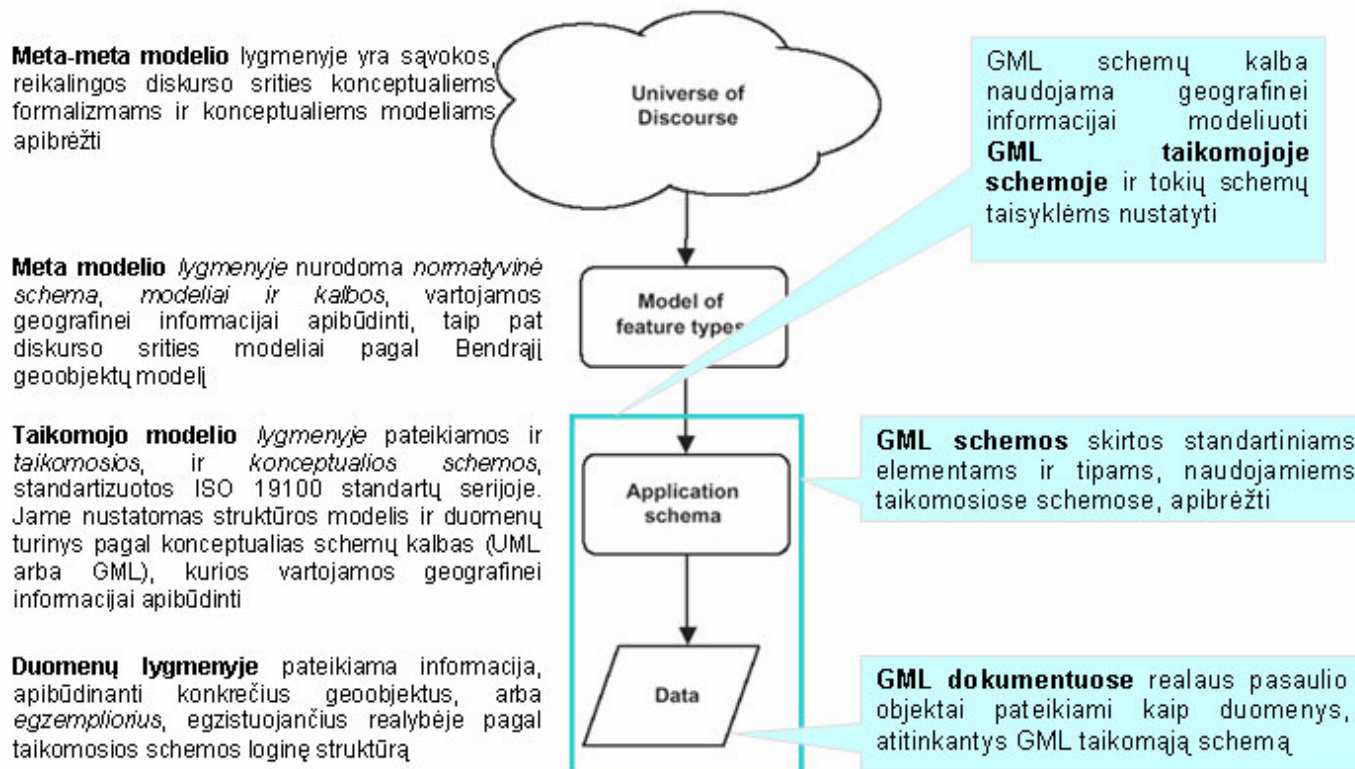 Meta-meta modelio lygmenyje yra sąvokos,
reikalingos diskurso srities konceptualiems
formalizmams ir konceptualiems modeliams
apibrėžti
Universe of
Discourse
GML schemų kalba
naudojama geografinei
informacijai modeliuoti
GML taikomojoje
schemoje ir tokių schemų
taisyklėms nustatyti
Meta modelio lygmenyje nurodoma normatyvinė
schema, modeliai ir kalbos, vartojamos
geografinei informacijai apibūdinti, taip pat
diskurso srities modeliai pagal Bendrąjį
geoobjektų modelį
Model of
feature types
Taikomojo modelio lygmenyje pateikiamos ir
taikomosios, ir konceptualios schemos,
standartizuotos ISO 19100 standartų serijoje.
Jame nustatomas struktūros modelis ir duomenų
turinys pagal konceptualias schemų kalbas (UML
arba GML), kurios vartojamos geografinei
informacijai apibūdinti
Application
schema
GML schemos skirtos standartiniams
elementams ir tipams, naudojamiems
taikomosiose schemose, apibrėžti
Duomenų lygmenyje pateikiama informacija,
apibūdinanti konkrečius geoobjektus, arba
egzempliorius, egzistuojančius realybėje pagal
taikomosios schemos loginę struktūrą
Data
GML dokumentuose realaus pasaulio
objektai pateikiami kaip duomenys,
atitinkantys GML taikomąją schemą